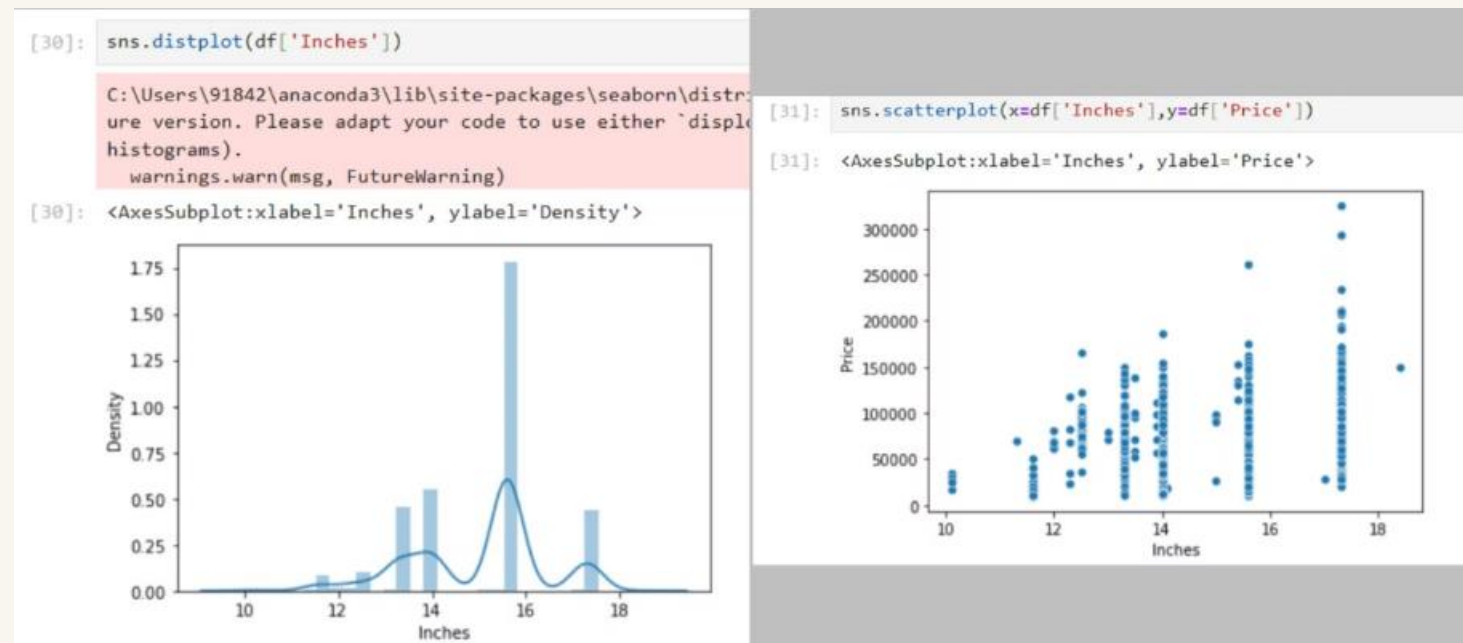 [30]: sns.distplot(df['Inches'])
C:\Users\91842\anaconda3\lib\site-packages\seaborn\distr
ure version. Please adapt your code to use either `displ
histograms).
warnings.warn(msg, FutureWarning)
[30]: <AxesSubplot:xlabel='Inches', ylabel='Density'>
1.75
1.50
1.25
1.00
0.75
0.50
0.25
0.00
Density
10 12 14 16 18
Inches
[31]: sns.scatterplot(x=df['Inches'],y=df['Price'])
[31]: <AxesSubplot:xlabel='Inches', ylabel='Price'>
300000
250000
200000
150000
100000
50000
0
Price
10 12 14 16 18
Inches